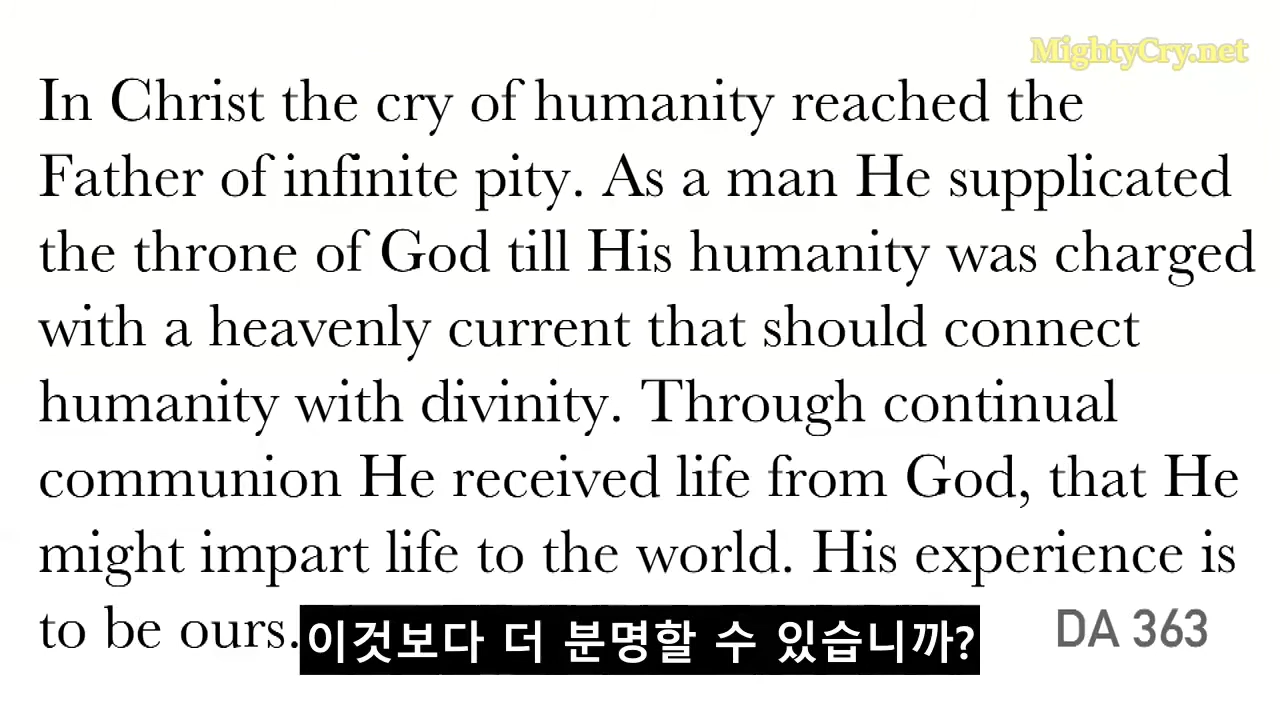 MightyCry.net
In Christ the cry of humanity reached the
Father of infinite pity. As a man He supplicated
the throne of God till His humanity was charged
with a heavenly current that should connect
humanity with divinity. Through continual
communion He received life from God, that He
might impart life to the world. His experience is
to be ours.
이것보다 더 분명할 수 있습니까?
DA 363